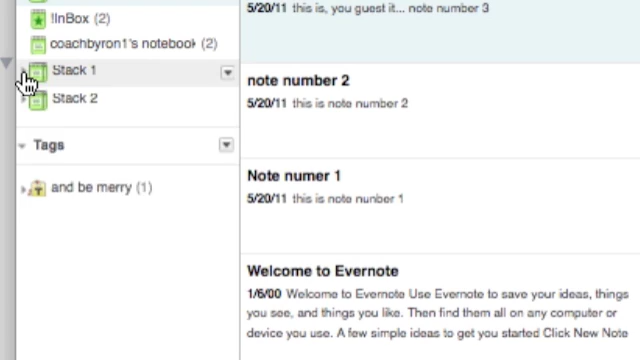 !InBox (2)
coachbyron1's notebook (2)
Stack 1
Stack 2
Tags
and be merry (1)
5/20/11 this is, you guest it... note number 3
note number 2
5/20/11 this is note number 2
Note numer 1
5/20/11 this is note nunber 1
Welcome to Evernote
1/6/00 Welcome to Evernote Use Evernote to save your ideas, things
you see, and things you like. Then find them all on any computer or
device you use. A few simple ideas to get you started Click New Note